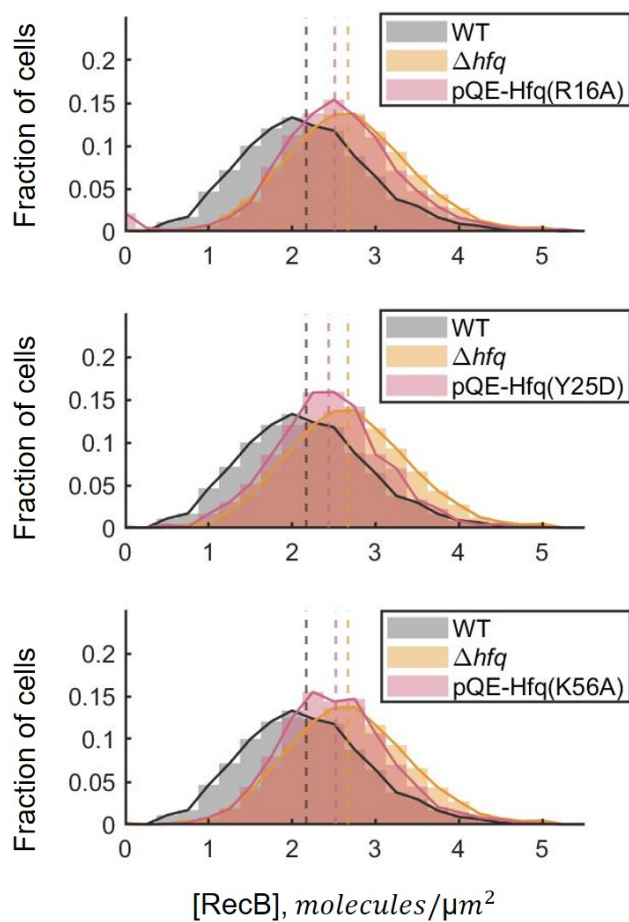 Fraction of cells
0.2
0.15
0.1
0.05
0
0 1 2 3 4 5
WT
Δhfq
pQE-Hfq(R16A)
Fraction of cells
0.2
0.15
0.1
0.05
0
0 1 2 3 4 5
WT
Δhfq
pQE-Hfq(Y25D)
Fraction of cells
0.2
0.15
0.1
0.05
0
0 1 2 3 4 5
WT
Δhfq
pQE-Hfq(K56A)
[RecB], molecules/μm²